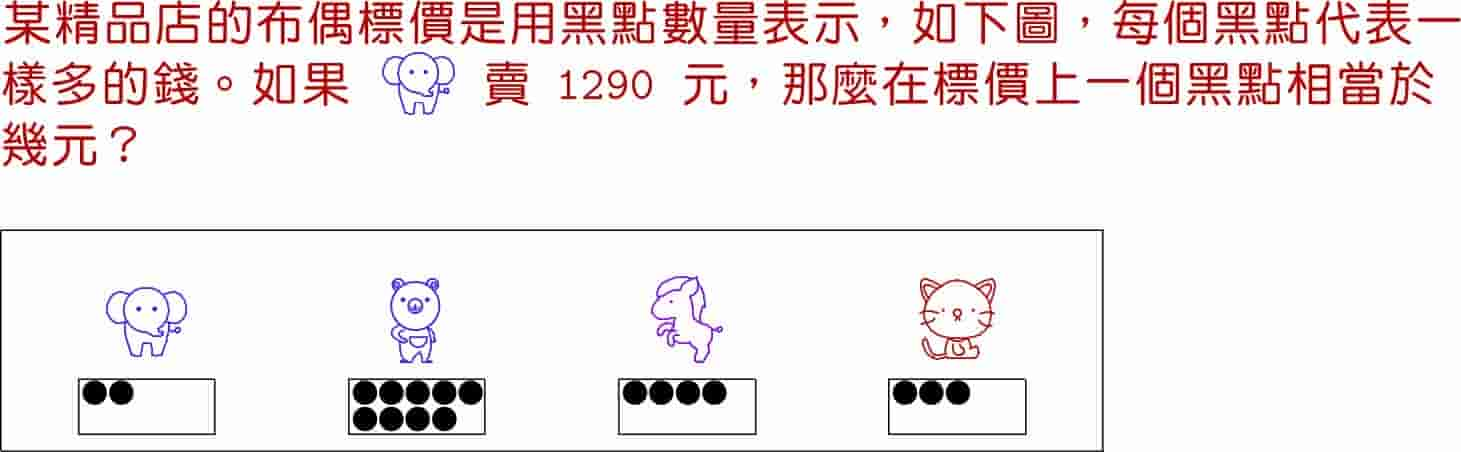 某精品店的布偶標價是用黑點數量表示，如下圖，每個黑點代表一
樣多的錢。如果 賣 1290 元，那麼在標價上一個黑點相當於
幾元？